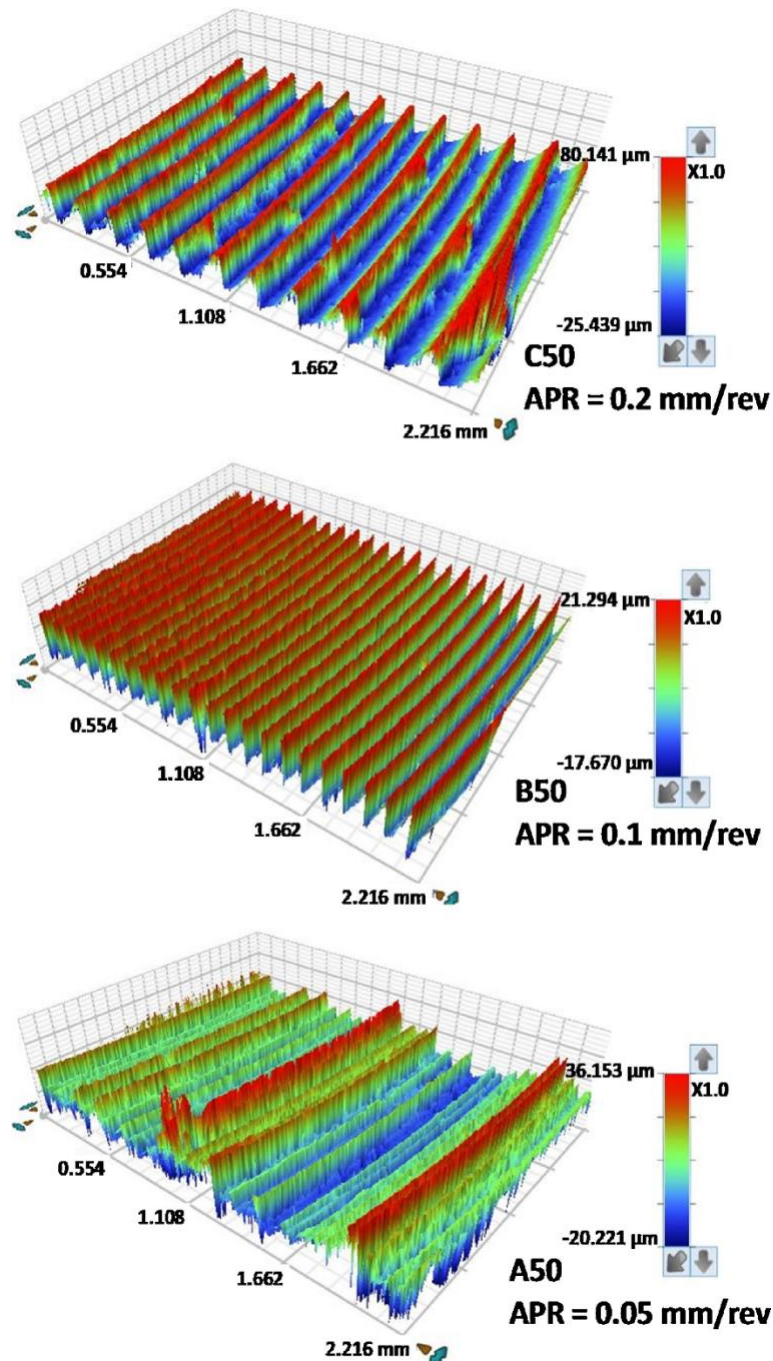 80.141 µm
X1.0
0.554
1.108
1.662
2.216 mm
-25.439 µm
C50
APR = 0.2 mm/rev
21.294 µm
X1.0
0.554
1.108
1.662
2.216 mm
-17.670 µm
B50
APR = 0.1 mm/rev
36.153 µm
X1.0
0.554
1.108
1.662
2.216 mm
-20.221 µm
A50
APR = 0.05 mm/rev